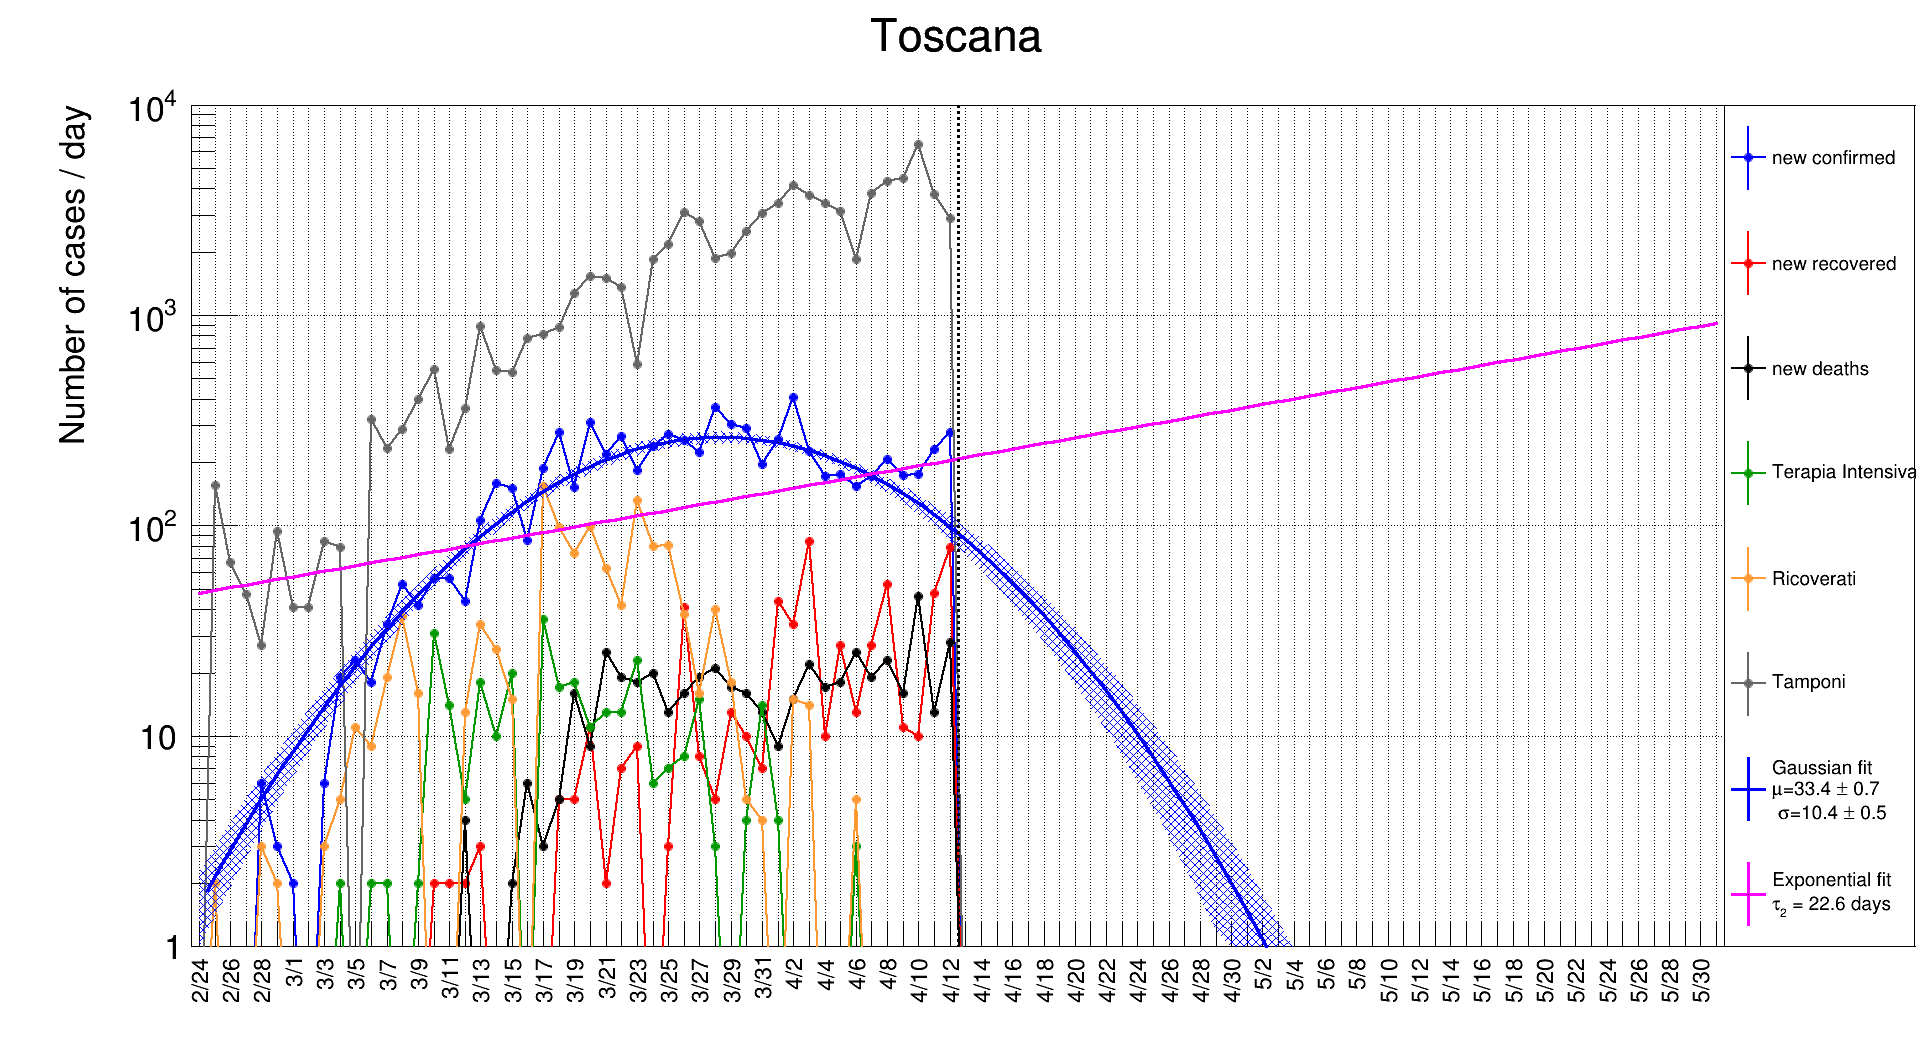 Toscana
Number of cases / day
10⁴
10³
10²
10
1
2/24 2/26 2/28 3/1 3/3 3/5 3/7 3/9 3/11 3/13 3/15 3/17 3/19 3/21 3/23 3/25 3/27 3/29 3/31 4/2 4/4 4/6 4/8 4/10 4/12 4/14 4/16 4/18 4/20 4/22 4/24 4/26 4/28 4/30 5/2 5/4 5/6 5/8 5/10 5/12 5/14 5/16 5/18 5/20 5/22 5/24 5/26 5/28 5/30
new confirmed
new recovered
new deaths
Terapia Intensiva
Ricoverati
Tamponi
Gaussian fit
μ=33.4 ± 0.7
σ=10.4 ± 0.5
Exponential fit
τ₂ = 22.6 days